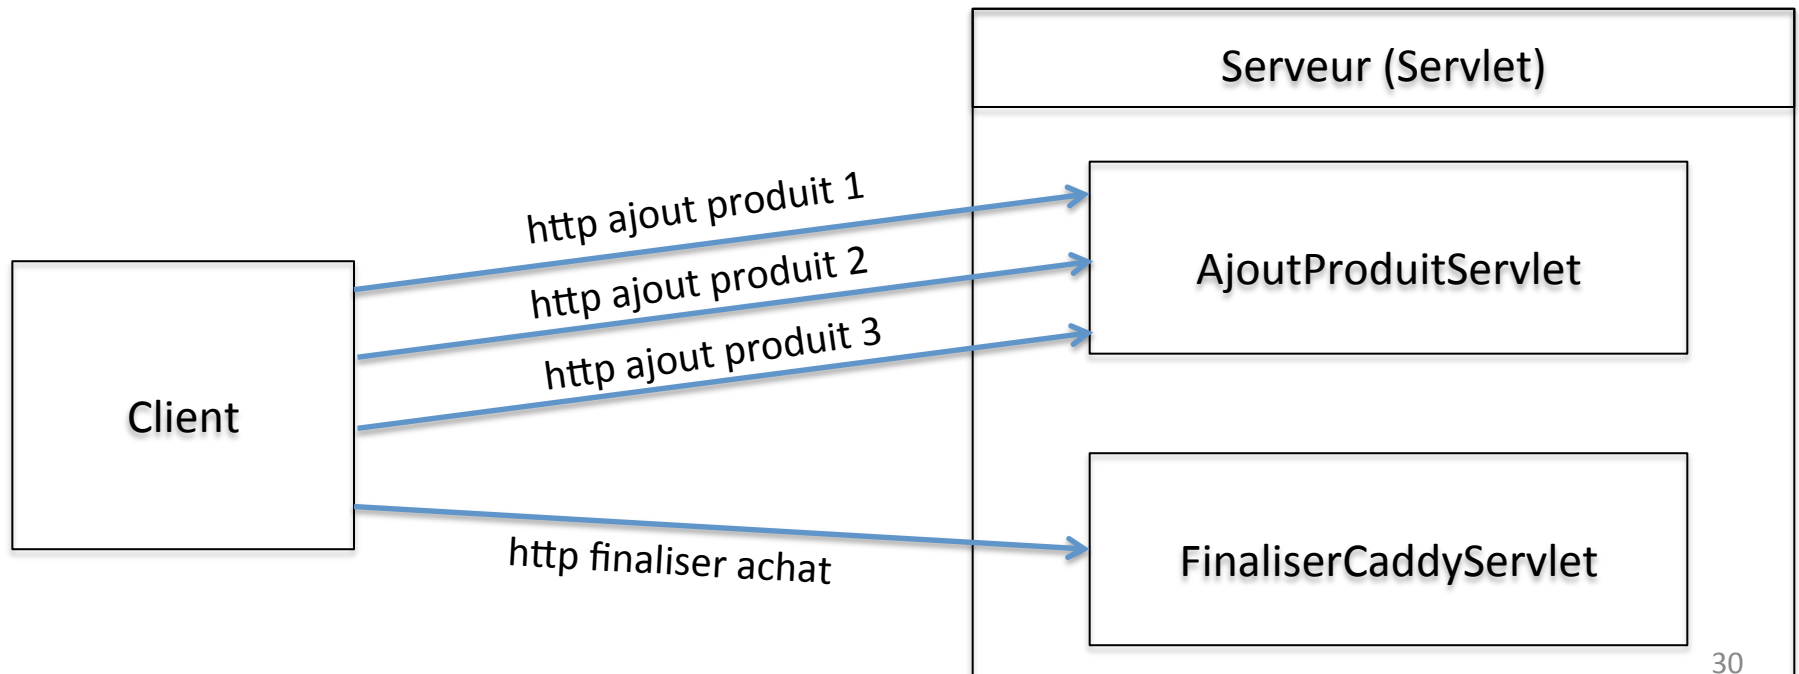 Serveur (Servlet)
http ajout produit 1
http ajout produit 2
http ajout produit 3
AjoutProduitServlet
Client
http finaliser achat
FinaliserCaddyServlet
30